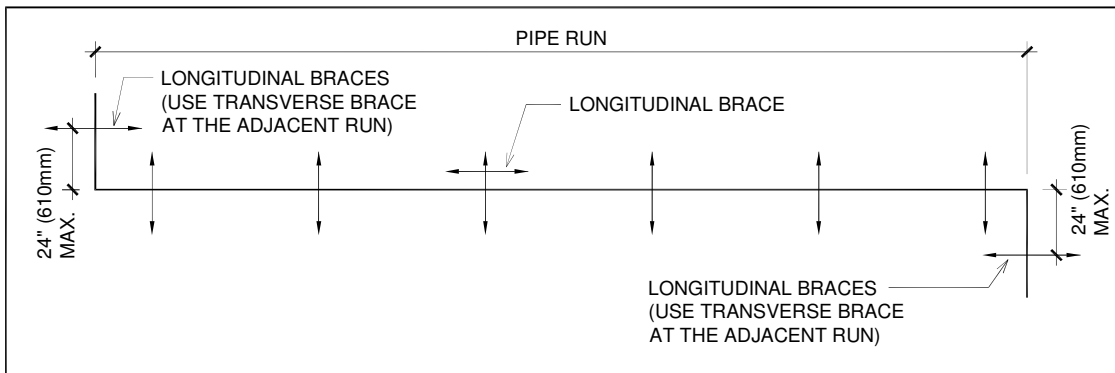 PIPE RUN
LONGITUDINAL BRACES
(USE TRANSVERSE BRACE
AT THE ADJACENT RUN)
LONGITUDINAL BRACE
24" (610mm)
MAX.
24" (610mm)
MAX.
LONGITUDINAL BRACES
(USE TRANSVERSE BRACE
AT THE ADJACENT RUN)